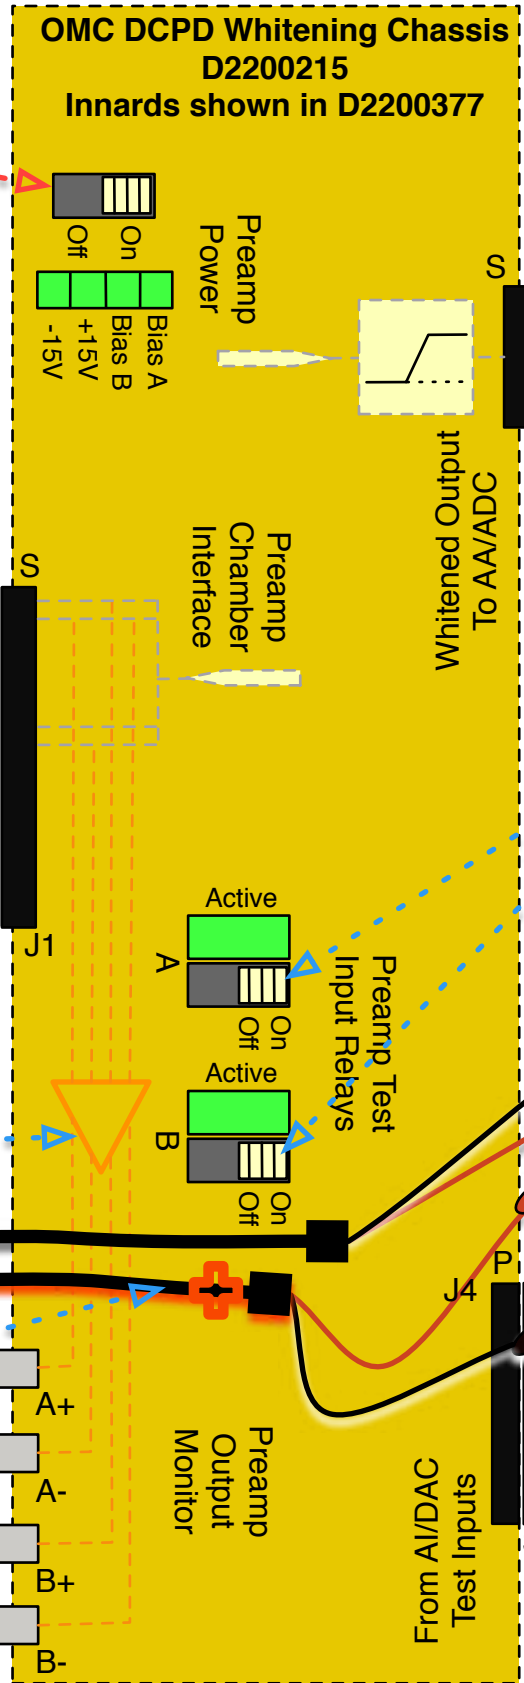 OMC DCPD Whitening Chassis
D2200215
Innards shown in D2200377
Off
On
-15V
+15V
Bias B
Bias A
Preamp
Power
S
Whitened Output
To AA/ADC
S
Preamp
Chamber
Interface
J1
Active
A
Off
On
Preamp Test
Input Relays
Active
B
Off
On
P
J4
A+
A-
B+
B-
Preamp
Output
Monitor
From AI/DAC
Test Inputs